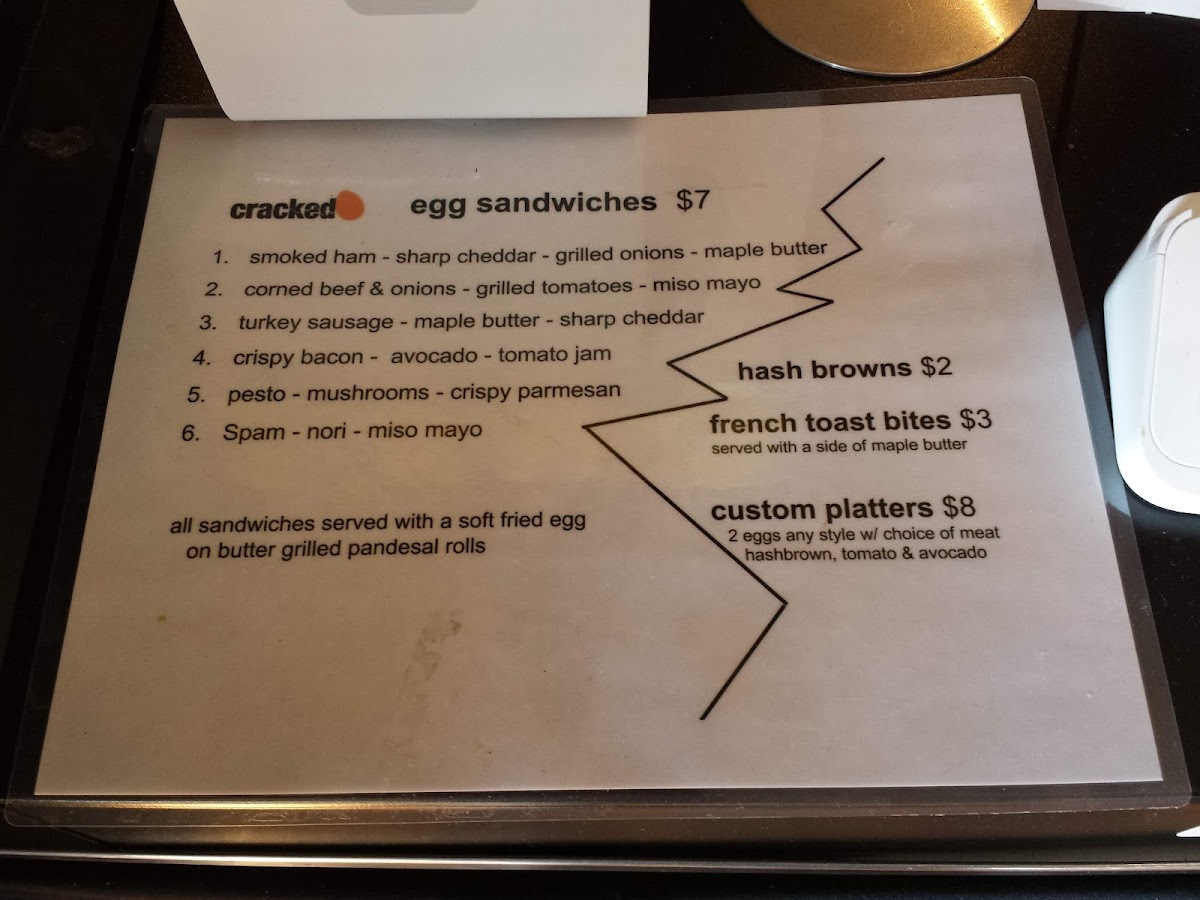 cracked egg sandwiches $7
1. smoked ham - sharp cheddar - grilled onions - maple butter
2. corned beef & onions - grilled tomatoes - miso mayo
3. turkey sausage - maple butter - sharp cheddar
4. crispy bacon - avocado - tomato jam
5. pesto - mushrooms - crispy parmesan
6. Spam - nori - miso mayo
all sandwiches served with a soft fried egg
on butter grilled pandesal rolls
hash browns $2
french toast bites $3
served with a side of maple butter
custom platters $8
2 eggs any style w/ choice of meat
hashbrown, tomato & avocado